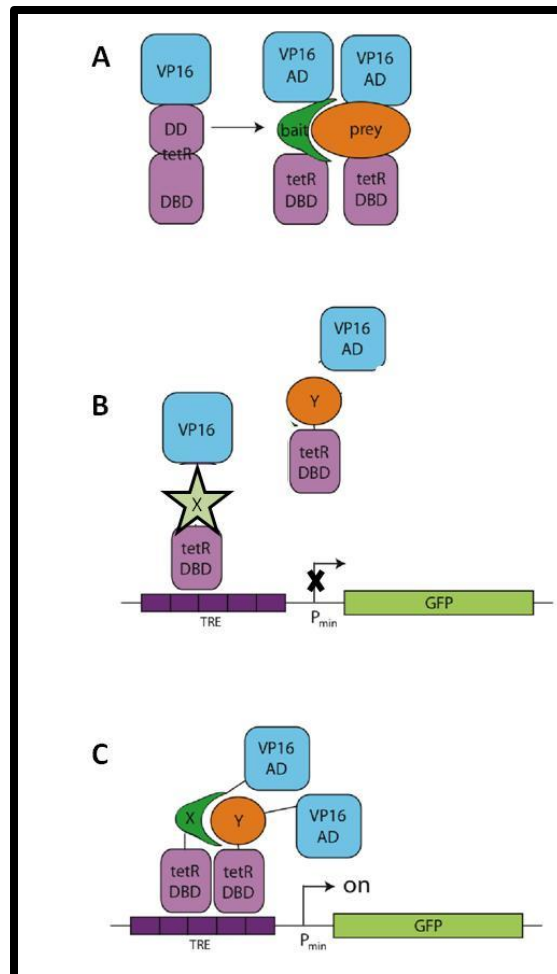 A
VP16
DD
tetR
DBD
VP16
AD
VP16
AD
bait
prey
tetR
DBD
tetR
DBD
B
VP16
AD
Y
tetR
DBD
VP16
X
tetR
DBD
X
TRE
Pmin
GFP
C
VP16
AD
X
Y
VP16
AD
tetR
DBD
tetR
DBD
on
TRE
Pmin
GFP